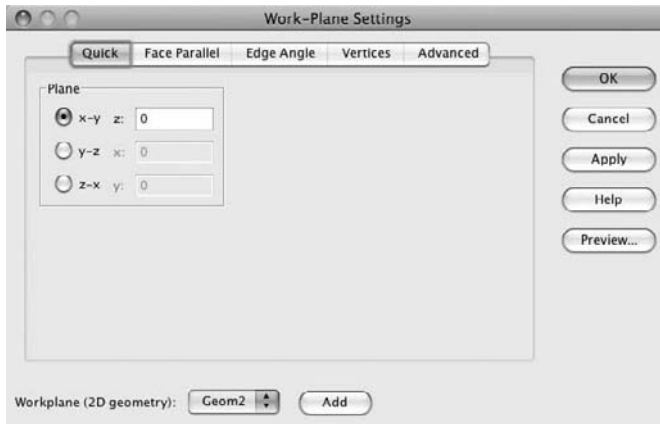 Work-Plane Settings
Quick Face Parallel Edge Angle Vertices Advanced
Plane
x-y z: 0
y-z x: 0
z-x y: 0
OK
Cancel
Apply
Help
Preview...
Workplane (2D geometry): Geom2 Add